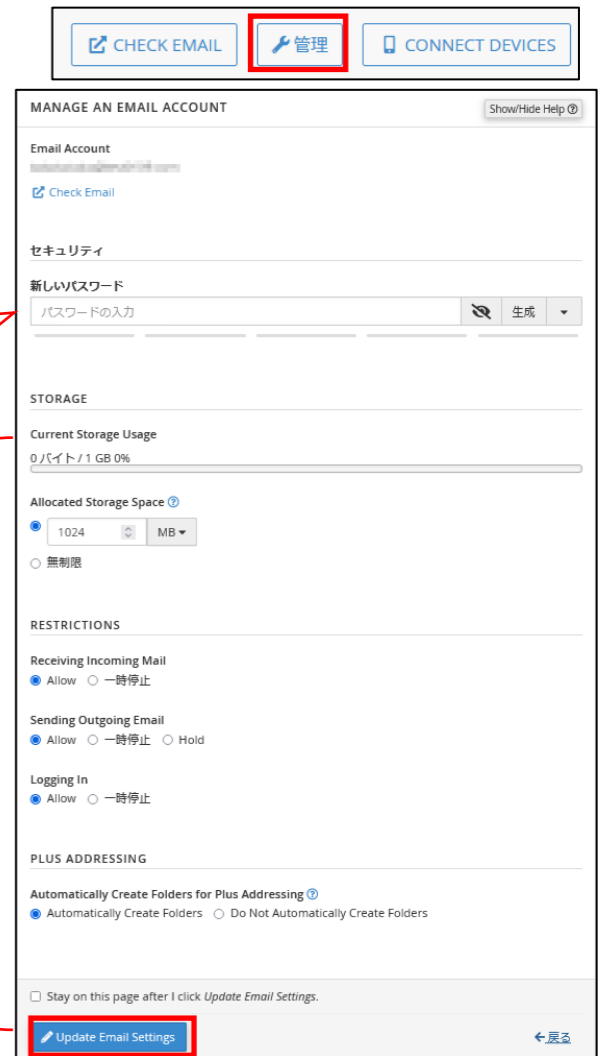 CHECK EMAIL 管理 CONNECT DEVICES
MANAGE AN EMAIL ACCOUNT Show/Hide Help
Email Account
Check Email
セキュリティ
新しいパスワード
パスワードの入力 生成
STORAGE
Current Storage Usage
0 バイト / 1 GB 0%
Allocated Storage Space
1024 MB
無制限
RESTRICTIONS
Receiving Incoming Mail
Allow 一時停止
Sending Outgoing Email
Allow 一時停止 Hold
Logging In
Allow 一時停止
PLUS ADDRESSING
Automatically Create Folders for Plus Addressing
Automatically Create Folders Do Not Automatically Create Folders
Stay on this page after I click Update Email Settings.
Update Email Settings 戻る